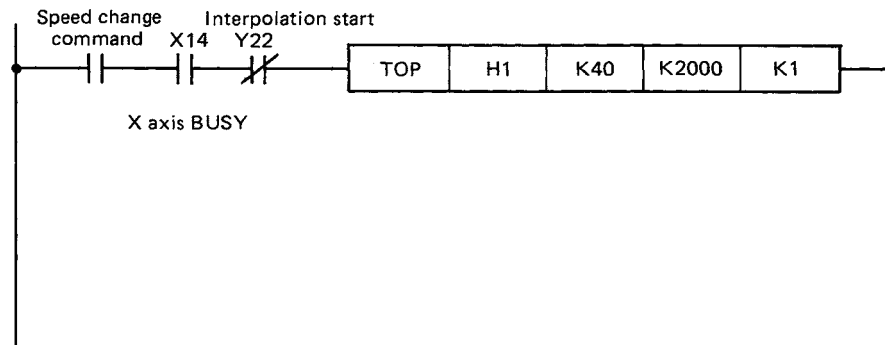 Speed change Interpolation start
command X14 Y22
TOP H1 K40 K2000 K1
X axis BUSY